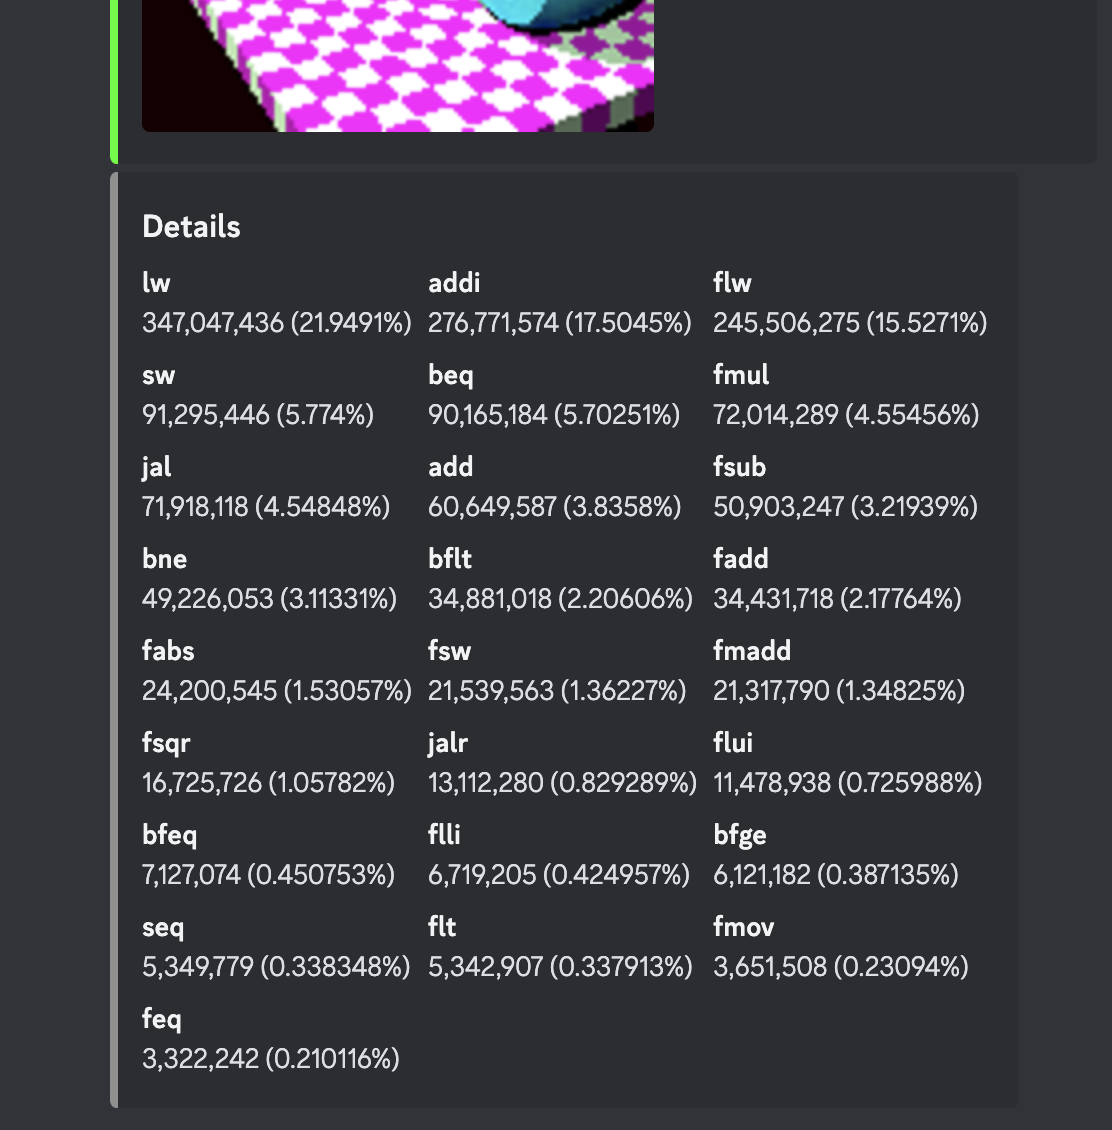 Details
lw addi flw
347,047,436 (21.9491%) 276,771,574 (17.5045%) 245,506,275 (15.5271%)
sw beq fmul
91,295,446 (5.774%) 90,165,184 (5.70251%) 72,014,289 (4.55456%)
jal add fsub
71,918,118 (4.54848%) 60,649,587 (3.8358%) 50,903,247 (3.21939%)
bne bflt fadd
49,226,053 (3.11331%) 34,881,018 (2.20606%) 34,431,718 (2.17764%)
fabs fsw fmadd
24,200,545 (1.53057%) 21,539,563 (1.36227%) 21,317,790 (1.34825%)
fsqr jalr flui
16,725,726 (1.05782%) 13,112,280 (0.829289%) 11,478,938 (0.725988%)
bfeq flli bfge
7,127,074 (0.450753%) 6,719,205 (0.424957%) 6,121,182 (0.387135%)
seq flt fmov
5,349,779 (0.338348%) 5,342,907 (0.337913%) 3,651,508 (0.23094%)
feq
3,322,242 (0.210116%)